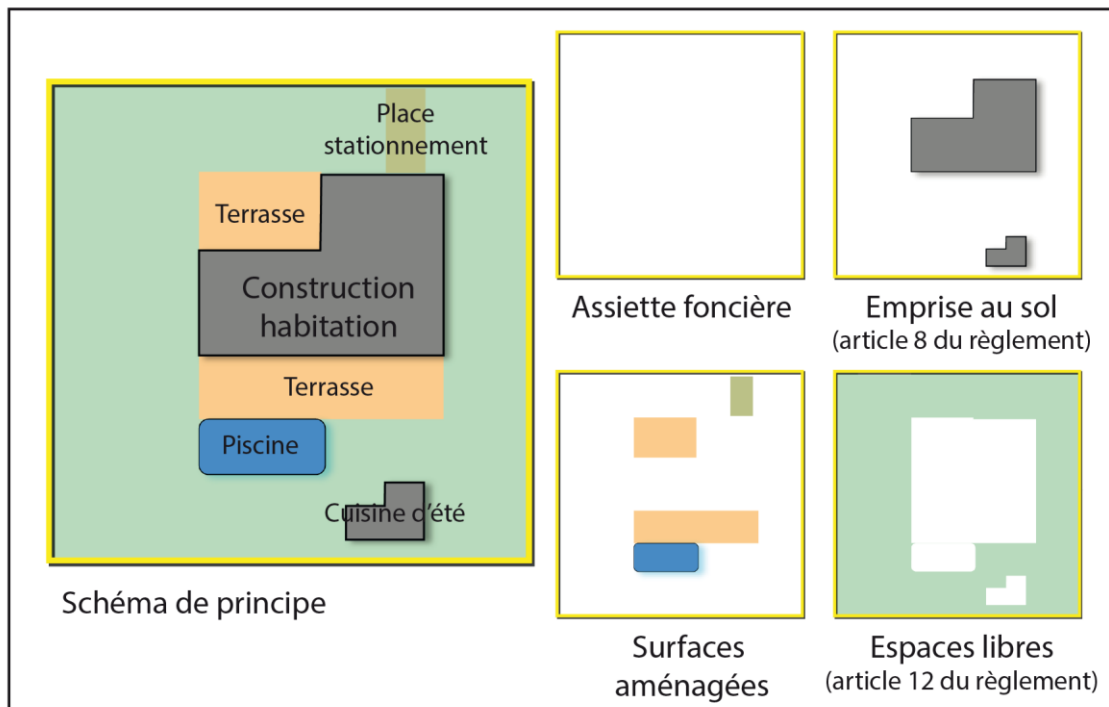 Place
stationnement
Terrasse
Construction
habitation
Terrasse
Piscine
Cuisine d'été
Schéma de principe
Assiette foncière
Emprise au sol
(article 8 du règlement)
Surfaces
aménagées
Espaces libres
(article 12 du règlement)